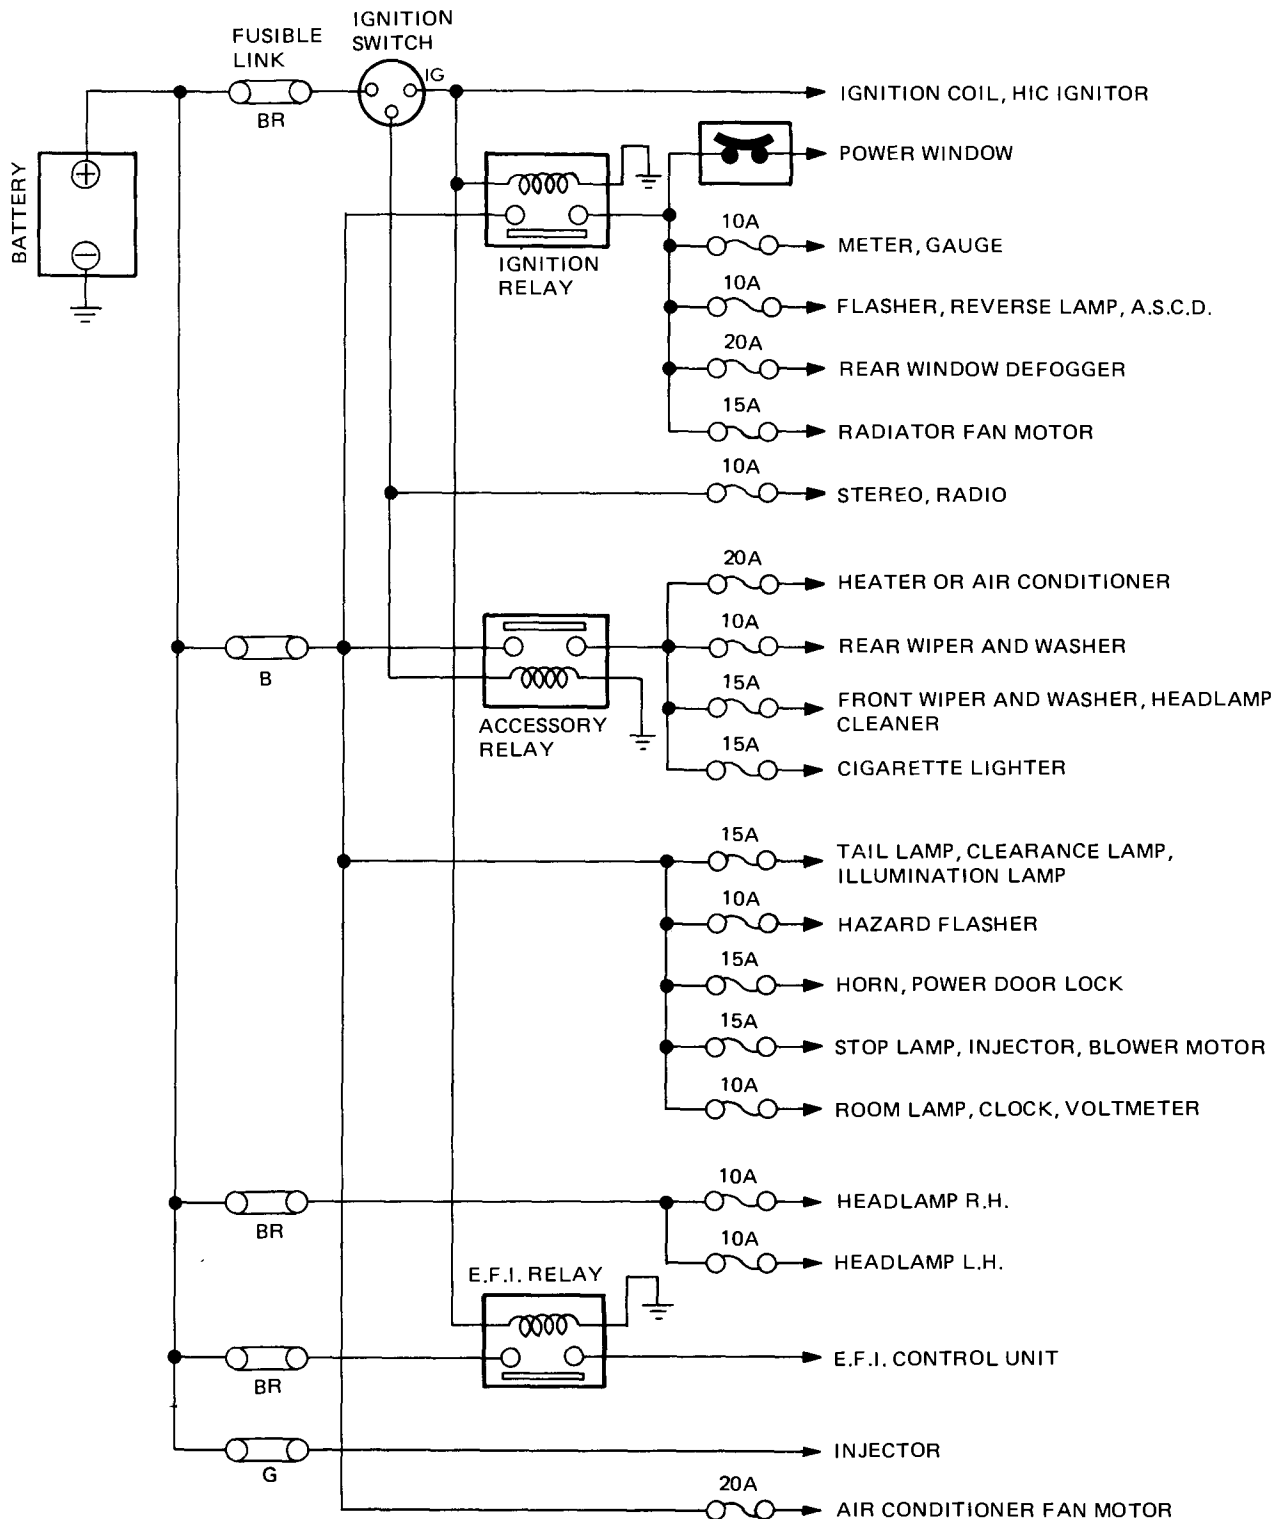 IGNITION
SWITCH
FUSIBLE
LINK
IG
BR
BATTERY
+
−
IGNITION COIL, HIC IGNITOR
POWER WINDOW
IGNITION
RELAY
10A
METER, GAUGE
10A
FLASHER, REVERSE LAMP, A.S.C.D.
20A
REAR WINDOW DEFOGGER
15A
RADIATOR FAN MOTOR
10A
STEREO, RADIO
20A
HEATER OR AIR CONDITIONER
10A
REAR WIPER AND WASHER
B
15A
FRONT WIPER AND WASHER, HEADLAMP
CLEANER
ACCESSORY
RELAY
15A
CIGARETTE LIGHTER
15A
TAIL LAMP, CLEARANCE LAMP,
ILLUMINATION LAMP
10A
HAZARD FLASHER
15A
HORN, POWER DOOR LOCK
15A
STOP LAMP, INJECTOR, BLOWER MOTOR
10A
ROOM LAMP, CLOCK, VOLTMETER
10A
HEADLAMP R.H.
BR
10A
HEADLAMP L.H.
E.F.I. RELAY
E.F.I. CONTROL UNIT
BR
INJECTOR
G
20A
AIR CONDITIONER FAN MOTOR